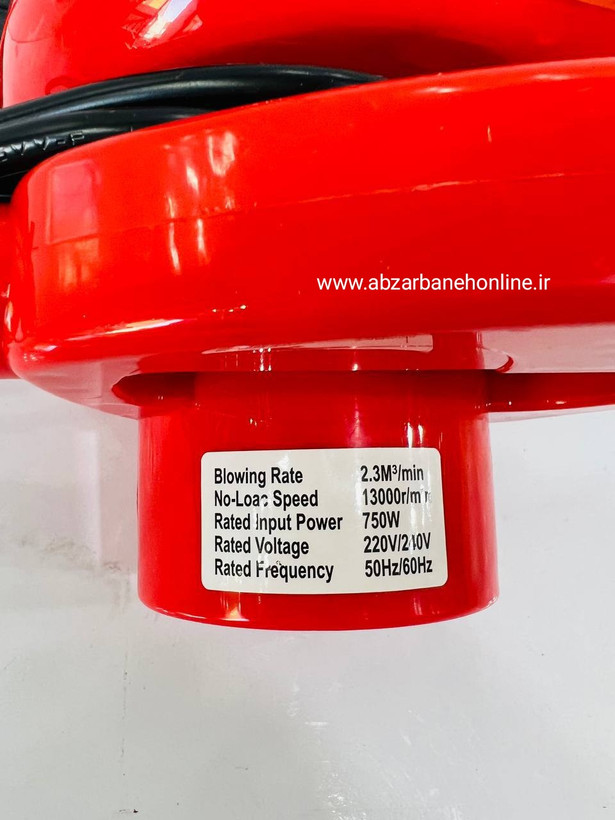 www.abzarbanehonline.ir
Blowing Rate 2.3M³/min
No-Load Speed 13000r/min
Rated Input Power 750W
Rated Voltage 220V/240V
Rated Frequency 50Hz/60Hz